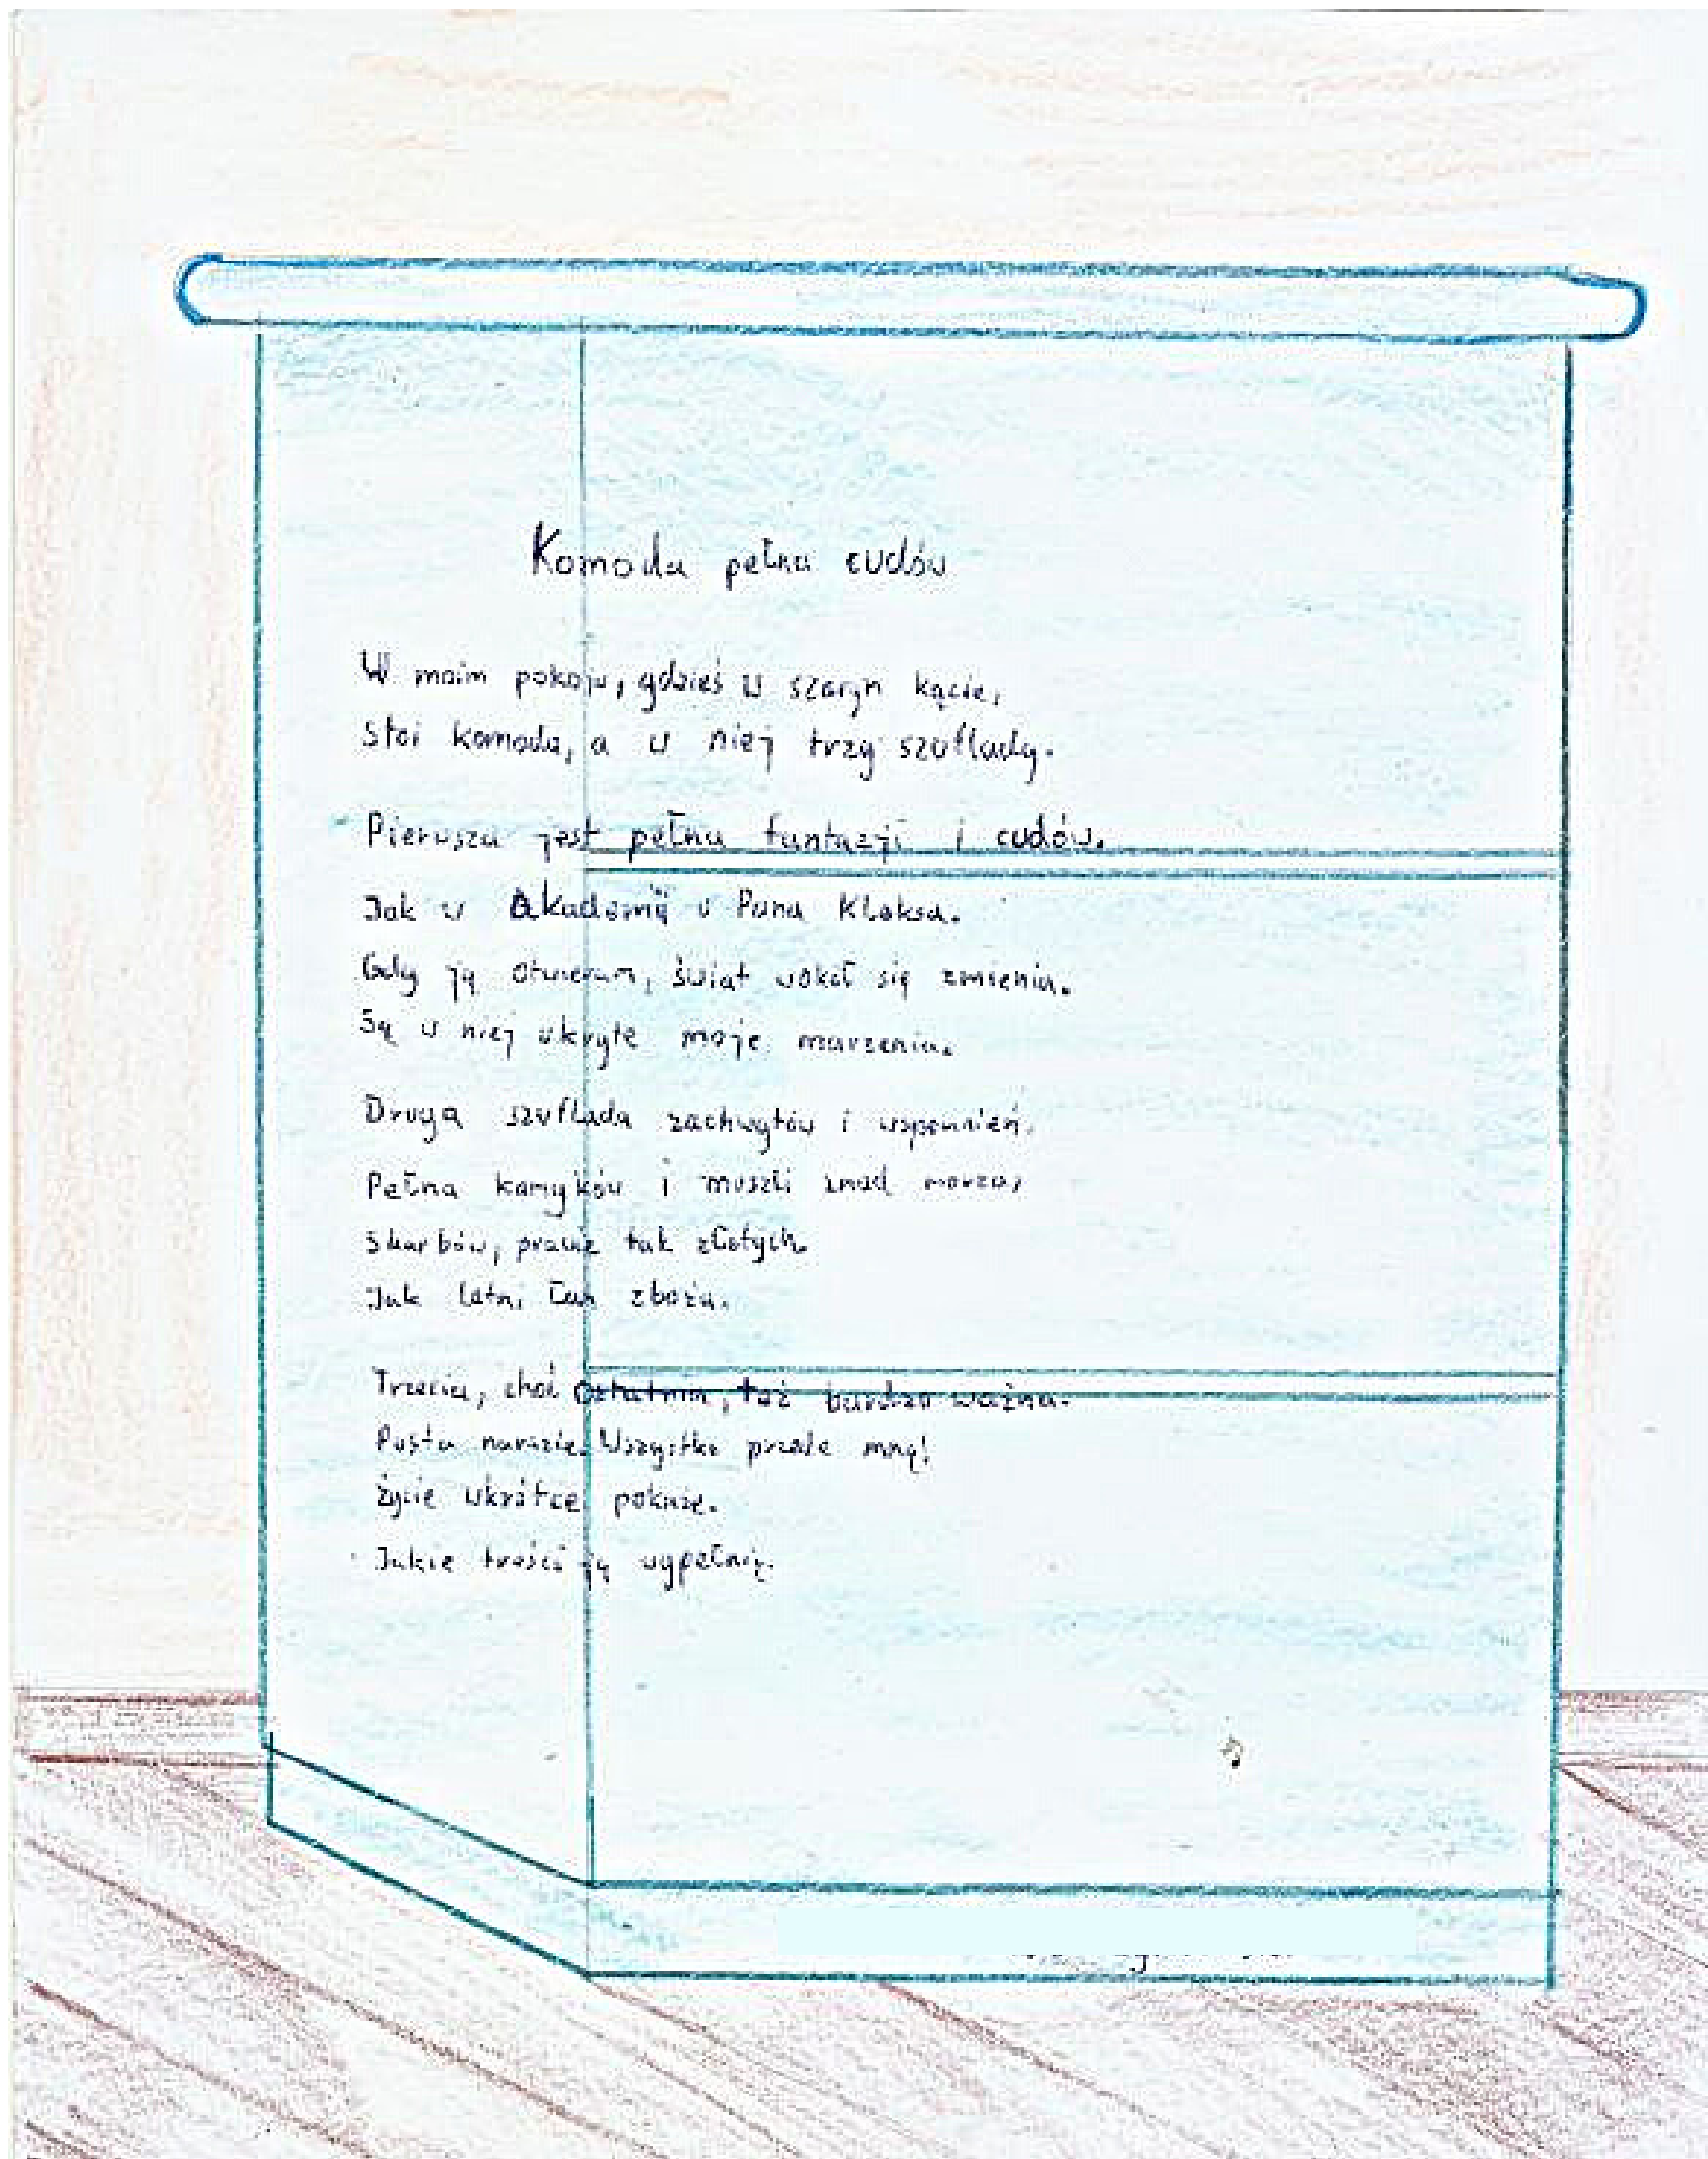 Komoda pełna cudów
W moim pokoju, gdzieś w szarym kącie,
stoi komoda, a w niej trzy szuflady.
Pierwsza jest pełna fantazji i cudów.
Jak w Akademii u Pana Kleksa.
Gdy ją otwieram, świat wokół się zmienia.
Są w niej ukryte moje marzenia.
Druga szuflada zachwytów i wspomnień.
Pełna kamyków i muszli znad morza,
skarbów, prawie tak złotych.
Jak letni łan zboża.
Trzecia, choć ostatnia, też bardzo ważna.
Pusta narazie. Wszystko przede mną!
Życie wkrótce pokaże.
Jakie treści ją wypełnią.